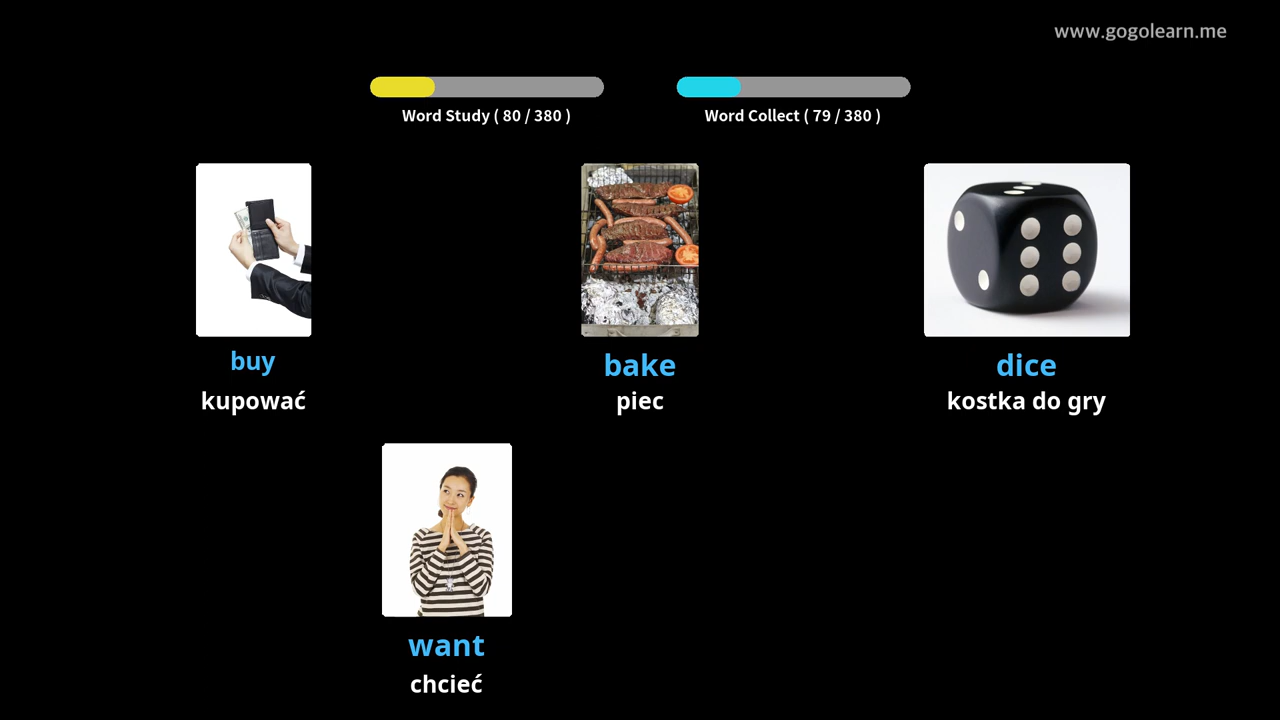 www.gogolearn.me
Word Study ( 80 / 380 )
Word Collect ( 79 / 380 )
buy
kupować
bake
piec
dice
kostka do gry
want
chcieć